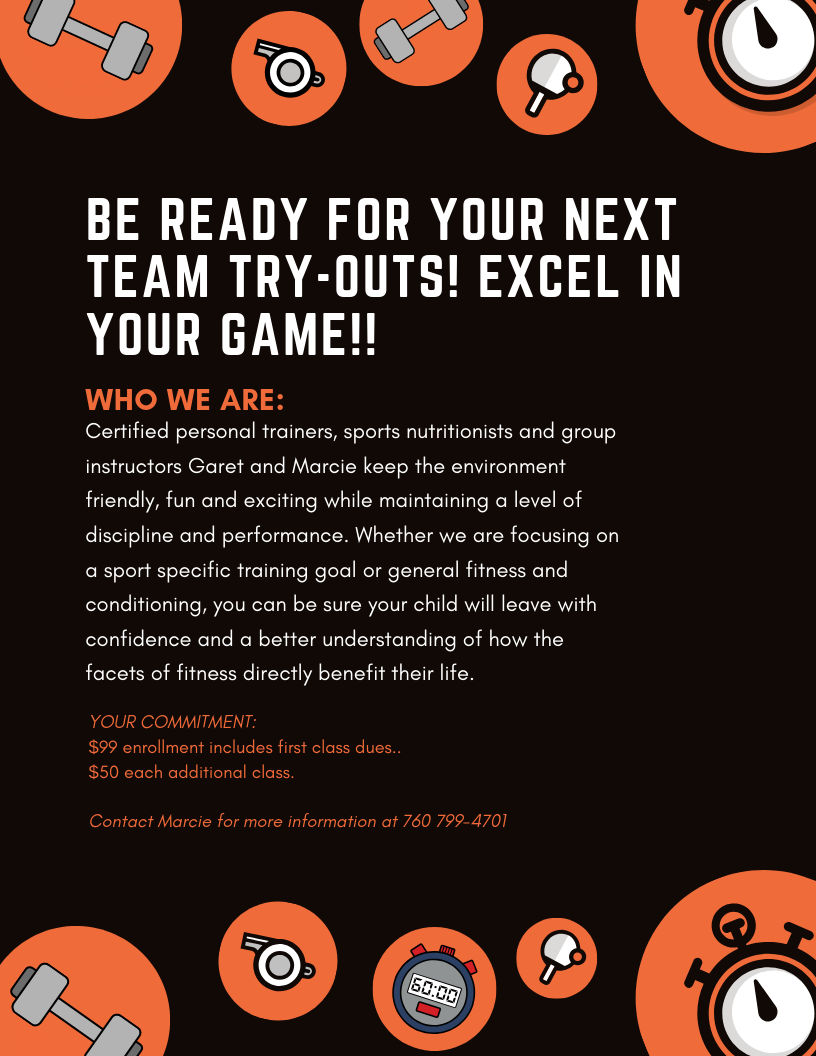 BE READY FOR YOUR NEXT
TEAM TRY-OUTS! EXCEL IN
YOUR GAME!!
WHO WE ARE:
Certified personal trainers, sports nutritionists and group
instructors Garet and Marcie keep the environment
friendly, fun and exciting while maintaining a level of
discipline and performance. Whether we are focusing on
a sport specific training goal or general fitness and
conditioning, you can be sure your child will leave with
confidence and a better understanding of how the
facets of fitness directly benefit their life.
YOUR COMMITMENT:
$99 enrollment includes first class dues..
$50 each additional class.
Contact Marcie for more information at 760 799-4701
60:00